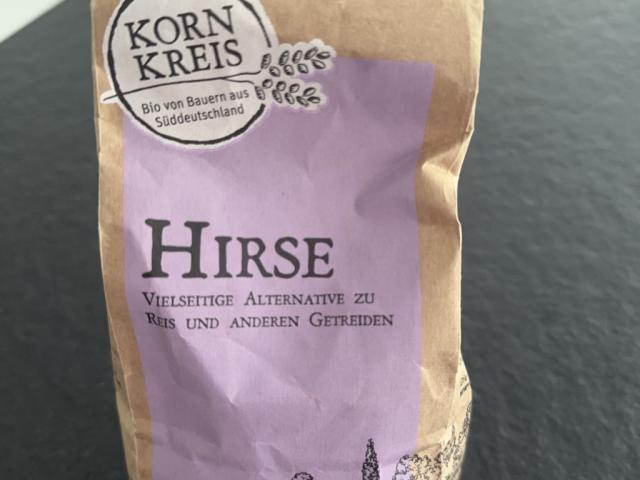 KORN
KREIS
Bio von Bauern aus
Süddeutschland
HIRSE
VIELSEITIGE ALTERNATIVE ZU
REIS UND ANDEREN GETREIDEN